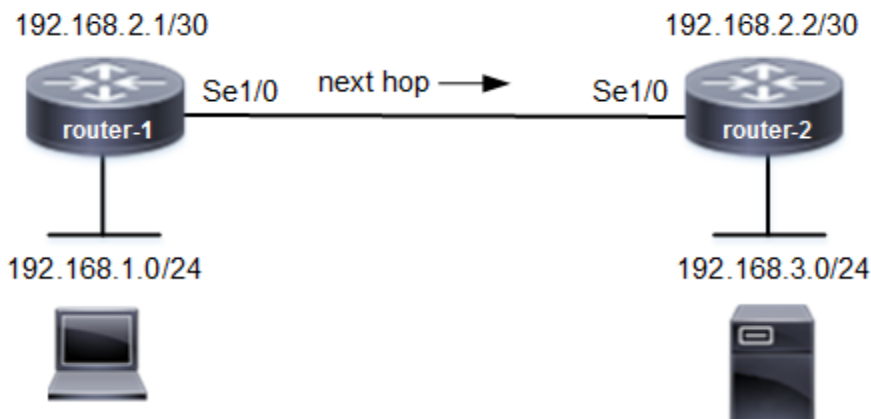 192.168.2.1/30
192.168.2.2/30
Se1/0
next hop
Se1/0
router-1
router-2
192.168.1.0/24
192.168.3.0/24